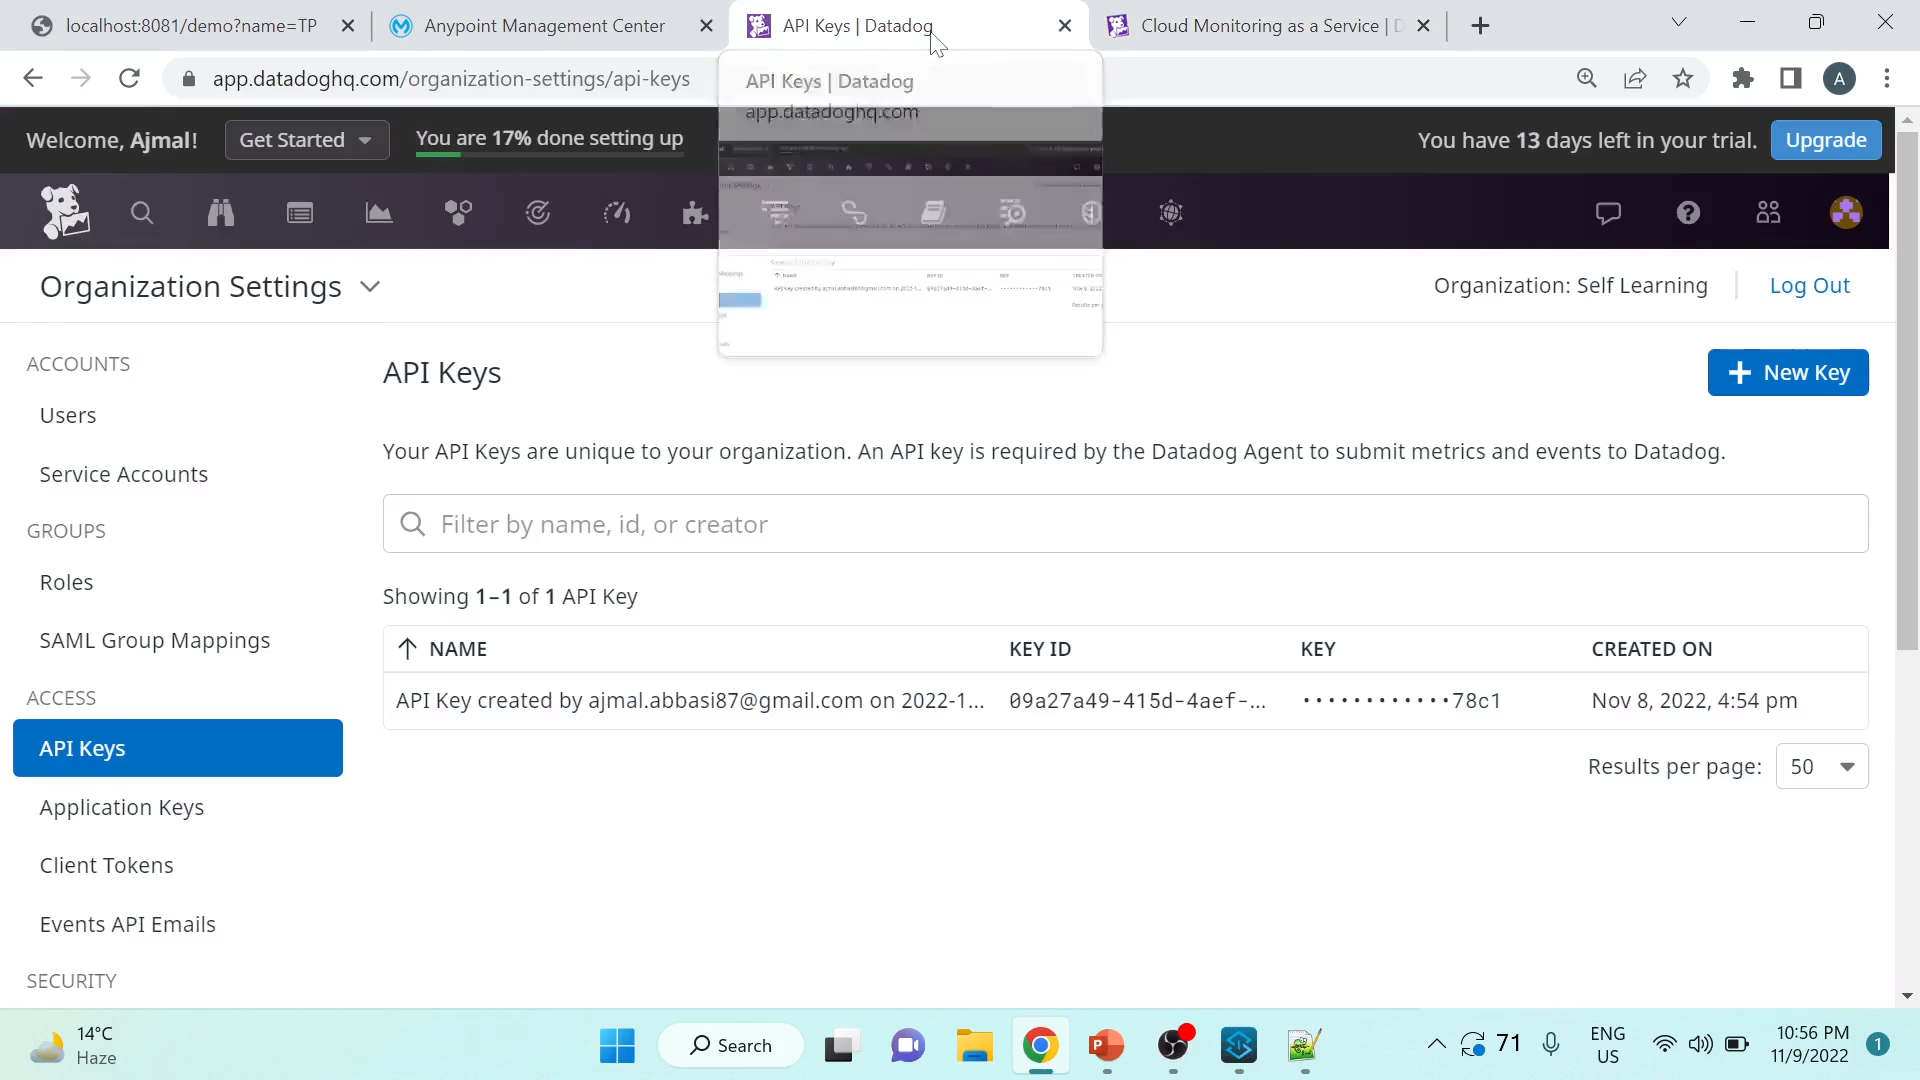 localhost:8081/demo?name=TP
Anypoint Management Center
API Keys | Datadog
Cloud Monitoring as a Service | D
app.datadoghq.com/organization-settings/api-keys
A
API Keys | Datadog
app.datadoghq.com
Welcome, Ajmal!
Get Started
You are 17% done setting up
You have 13 days left in your trial.
Upgrade
Organization Settings
Organization: Self Learning
Log Out
ACCOUNTS
Users
Service Accounts
GROUPS
Roles
SAML Group Mappings
ACCESS
API Keys
Application Keys
Client Tokens
Events API Emails
SECURITY
API Keys
New Key
Your API Keys are unique to your organization. An API key is required by the Datadog Agent to submit metrics and events to Datadog.
Filter by name, id, or creator
Showing 1–1 of 1 API Key
NAME KEY ID KEY CREATED ON
API Key created by ajmal.abbasi87@gmail.com on 2022-1... 09a27a49-415d-4aef-... ············78c1 Nov 8, 2022, 4:54 pm
Results per page: 50
14°C
Haze
Search
71
ENG
US
10:56 PM
11/9/2022
1